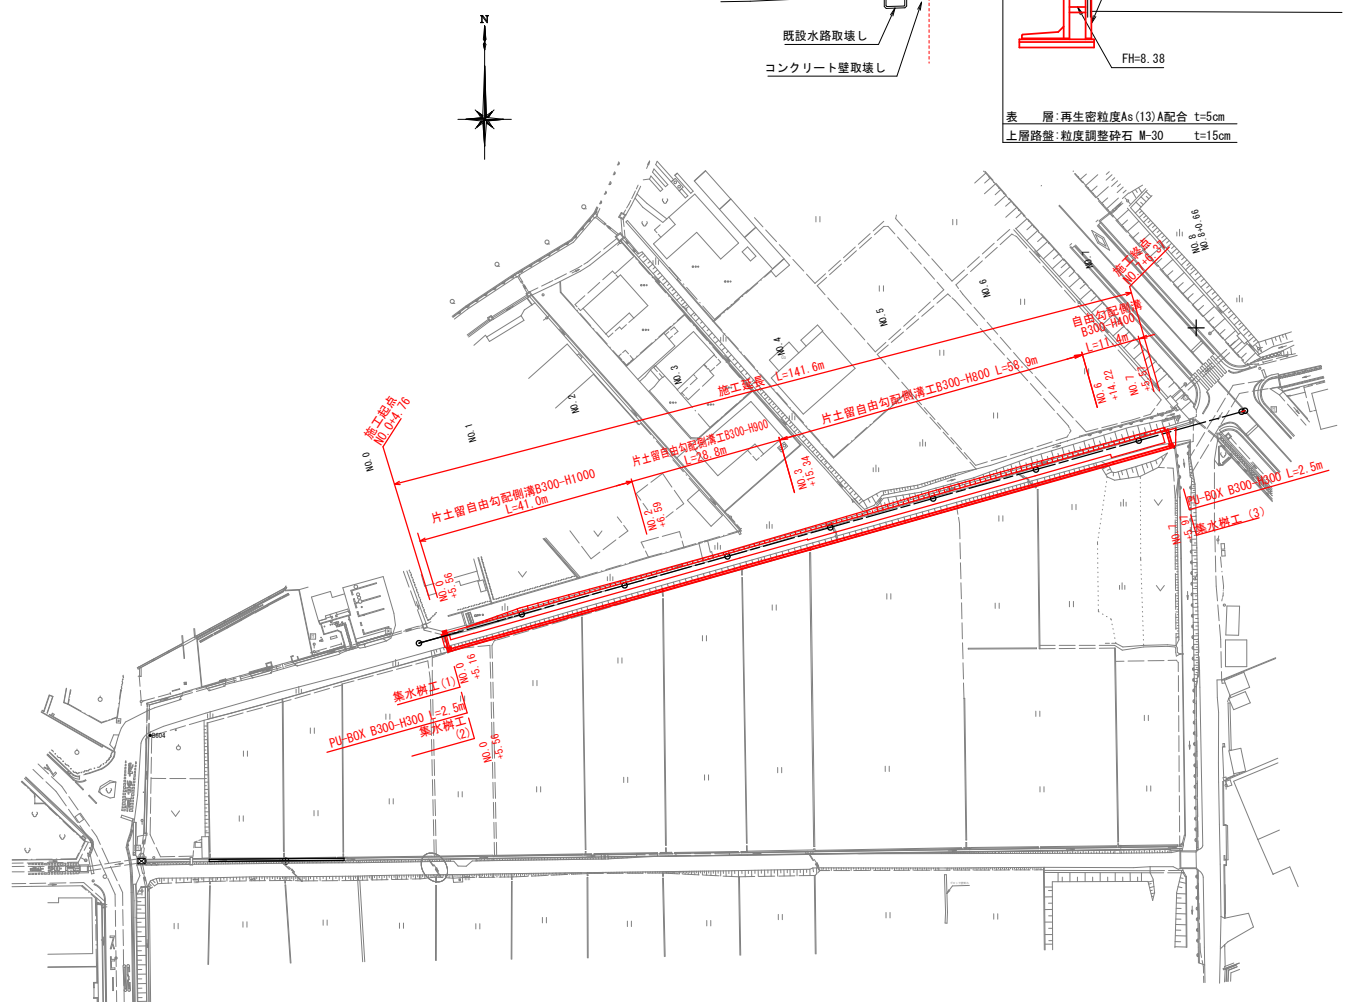 既設水路取壊し
コンクリート壁取壊し
FH=8.38
表　層:再生密粒度As(13)A配合 t=5cm
上層路盤:粒度調整砕石 M-30 t=15cm
N
NO.8+0.66
NO.8
施工終点
NO.7
NO.6
NO.5
NO.4
NO.3
NO.2
NO.1
NO.0
施工起点
NO.0+4.76
施工延長 L=141.6m
自由勾配側溝
B300-H400
L=11.4m
片土留自由勾配側溝工B300-H800 L=58.9m
片土留自由勾配側溝工B300-H900
L=28.8m
片土留自由勾配側溝B300-H1000
L=41.0m
NO.6
+14.22
NO.7
+5.57
NO.3
+15.34
NO.2
+6.59
NO.0
+5.56
PU-BOX B300-H300 L=2.5m
集水桝工(3)
NO.7
+5.97
NO.0
+5.16
集水桝工(1)
PU-BOX B300-H300 L=2.5m
集水桝工
(2)
NO.0
+5.56